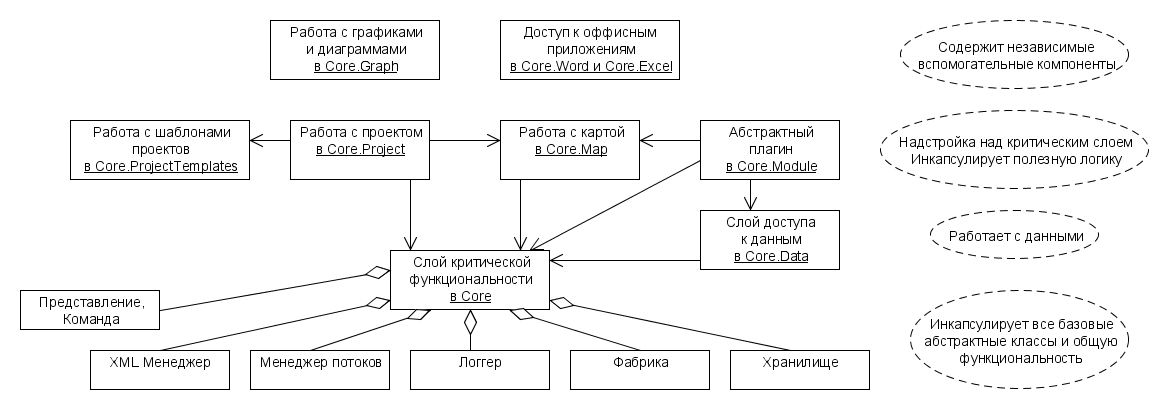 Работа с графиками
и диаграммами
в Core.Graph
Доступ к оффисным
приложениям
в Core.Word и Core.Excel
Содержит независимые
вспомогательные компоненты
Работа с шаблонами
проектов
в Core.ProjectTemplates
Работа с проектом
в Core.Project
Работа с картой
в Core.Map
Абстрактный
плагин
в Core.Module
Надстройка над критическим слоем
Инкапсулирует полезную логику
Слой доступа
к данным
в Core.Data
Работает с данными
Слой критической
функциональности
в Core
Представление,
Команда
XML Менеджер
Менеджер потоков
Логгер
Фабрика
Хранилище
Инкапсулирует все базовые
абстрактные классы и общую
функциональность